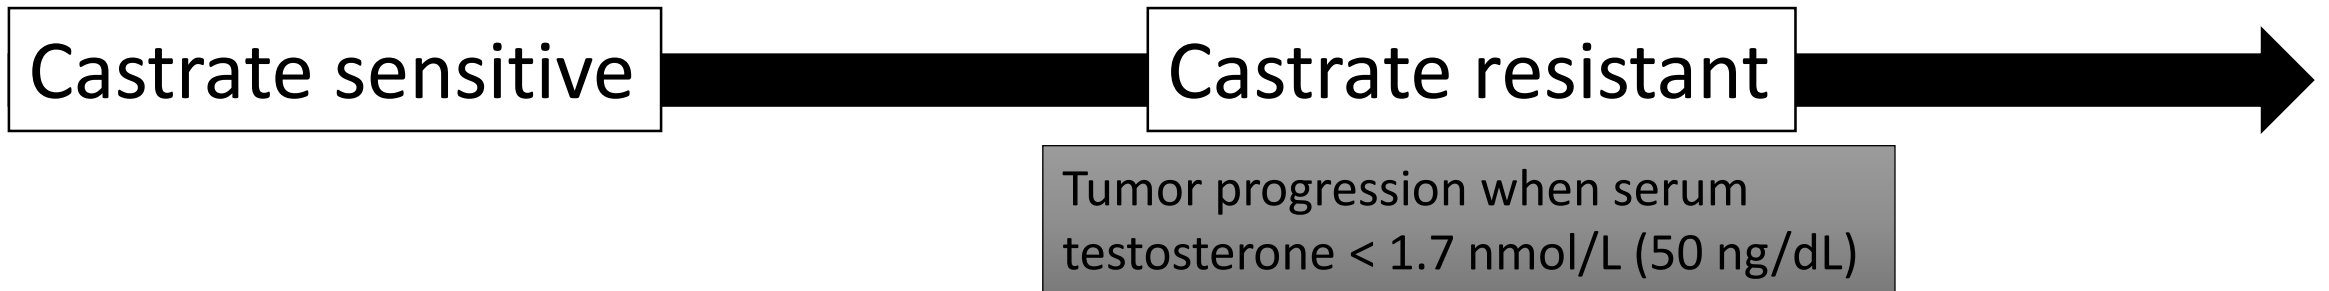 Castrate sensitive
Castrate resistant
Tumor progression when serum
testosterone < 1.7 nmol/L (50 ng/dL)